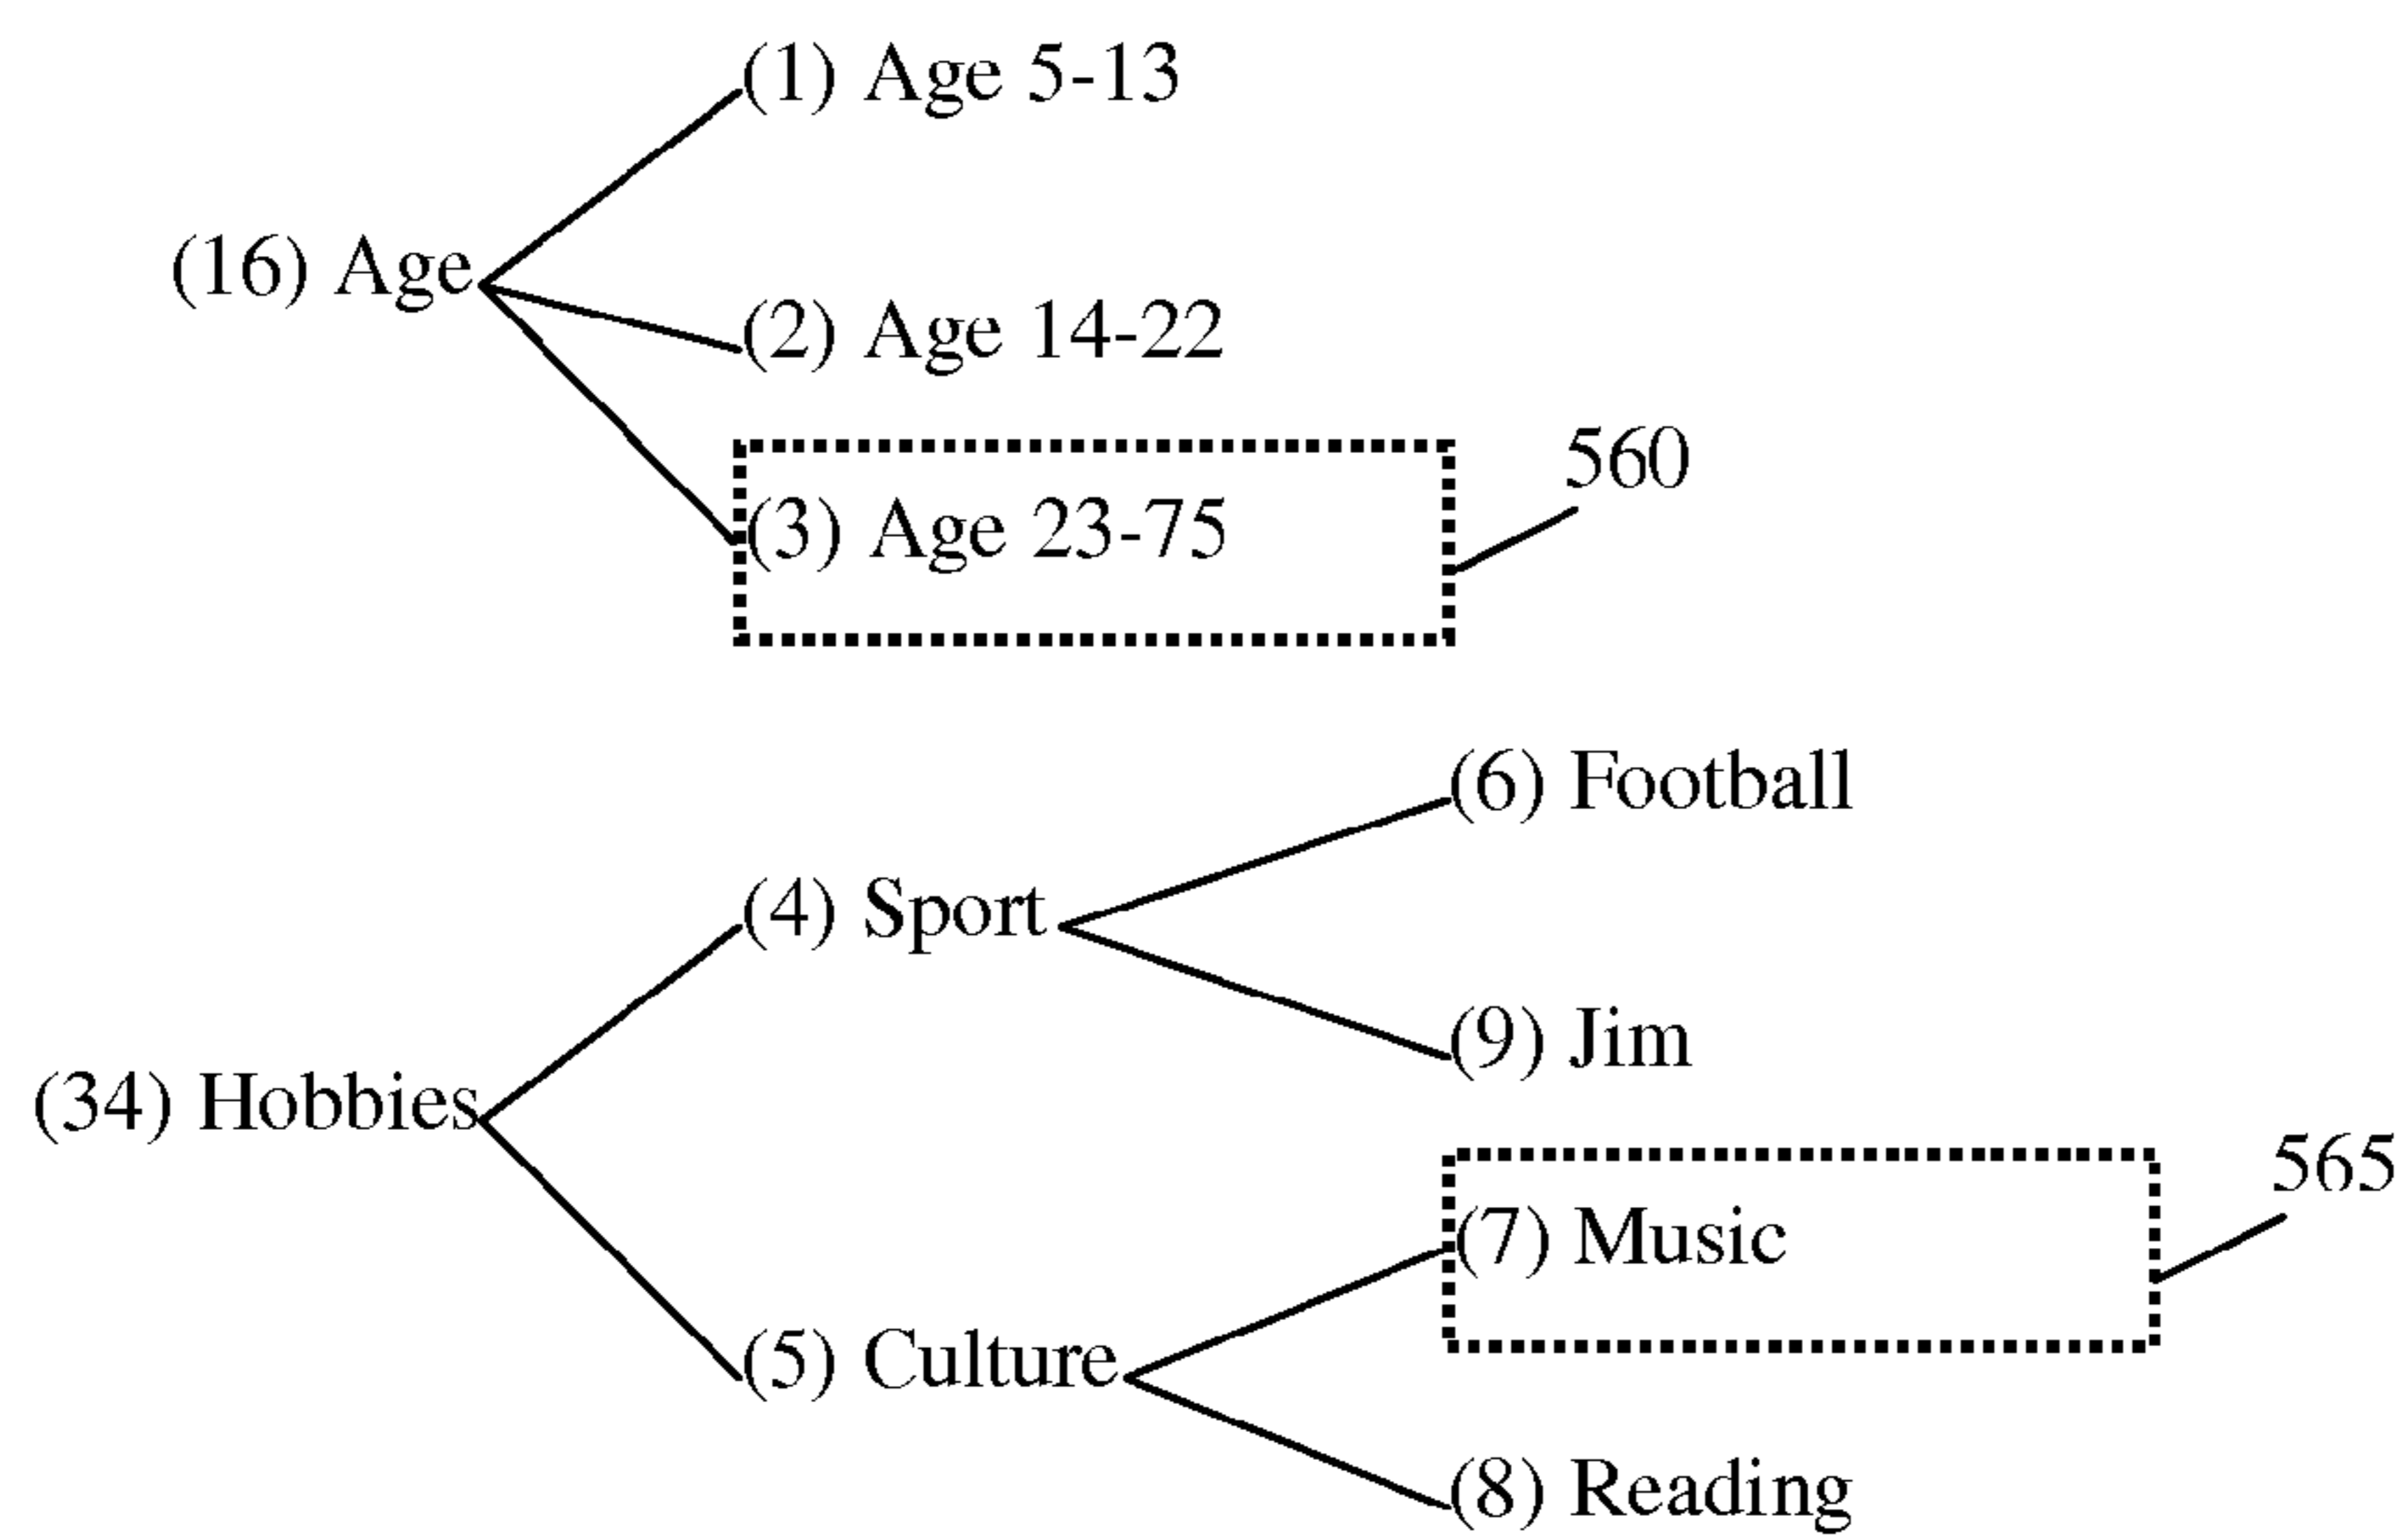 (1) Age 5-13
(16) Age
(2) Age 14-22
560
(3) Age 23-75
(6) Football
(4) Sport
(9) Jim
(34) Hobbies
565
(7) Music
(5) Culture
(8) Reading